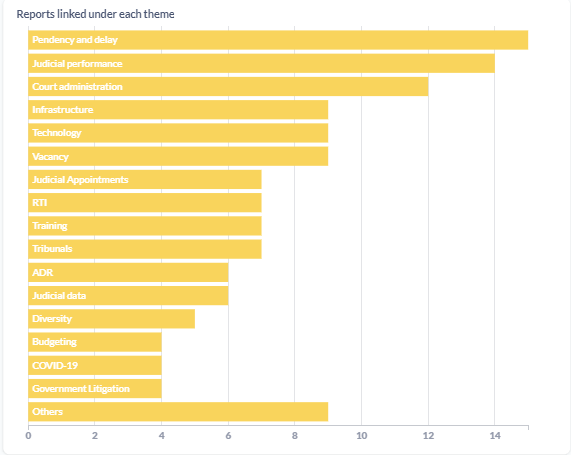 Reports linked under each theme
Pendency and delay
Judicial performance
Court administration
Infrastructure
Technology
Vacancy
Judicial Appointments
RTI
Training
Tribunals
ADR
Judicial data
Diversity
Budgeting
COVID-19
Government Litigation
Others
0 2 4 6 8 10 12 14